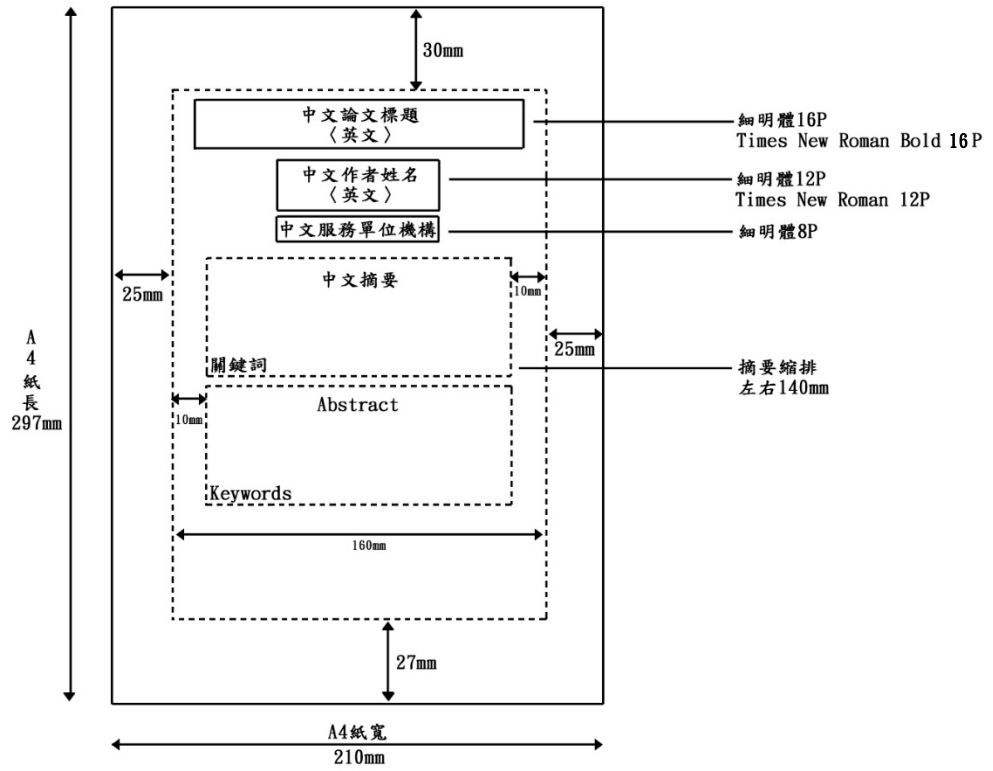 30mm
中文論文標題
〈英文〉
細明體16P
Times New Roman Bold 16P
中文作者姓名
〈英文〉
細明體12P
Times New Roman 12P
中文服務單位機構
細明體8P
中文摘要
25mm
10mm
關鍵詞
25mm
摘要縮排
左右140mm
A
4
紙
長
297mm
Abstract
10mm
Keywords
160mm
27mm
A4紙寬
210mm